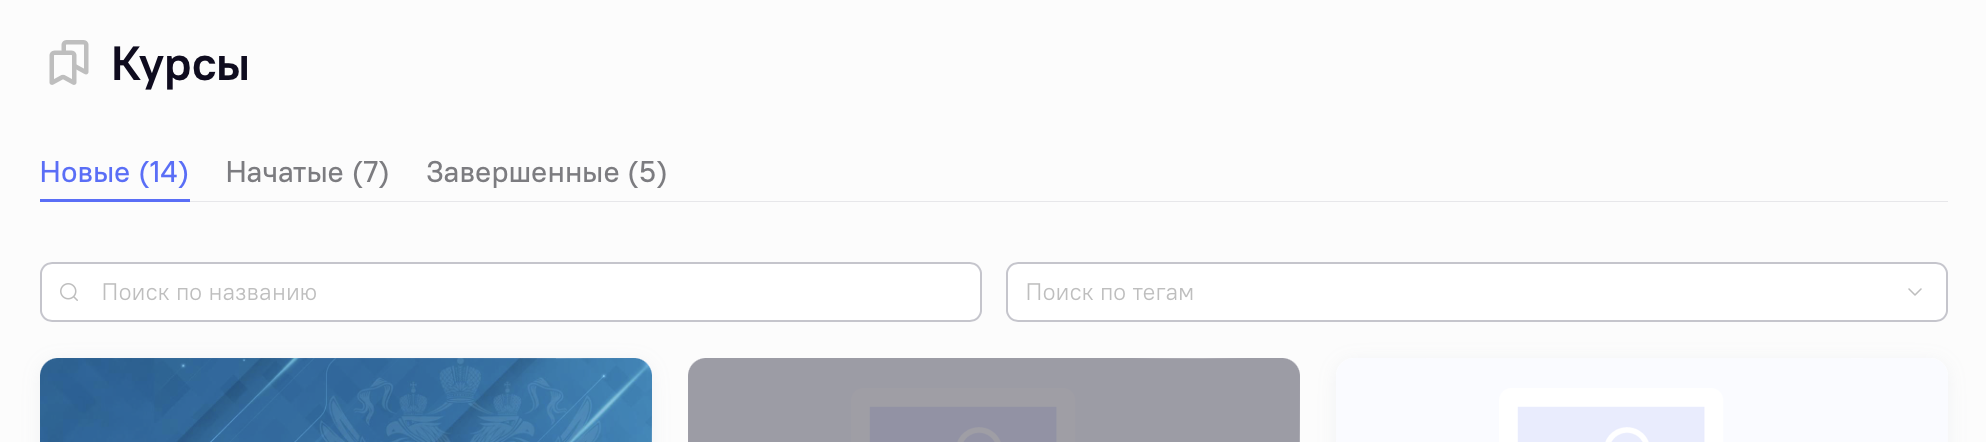 Курсы
Новые (14) Начатые (7) Завершенные (5)
Поиск по названию Поиск по тегам